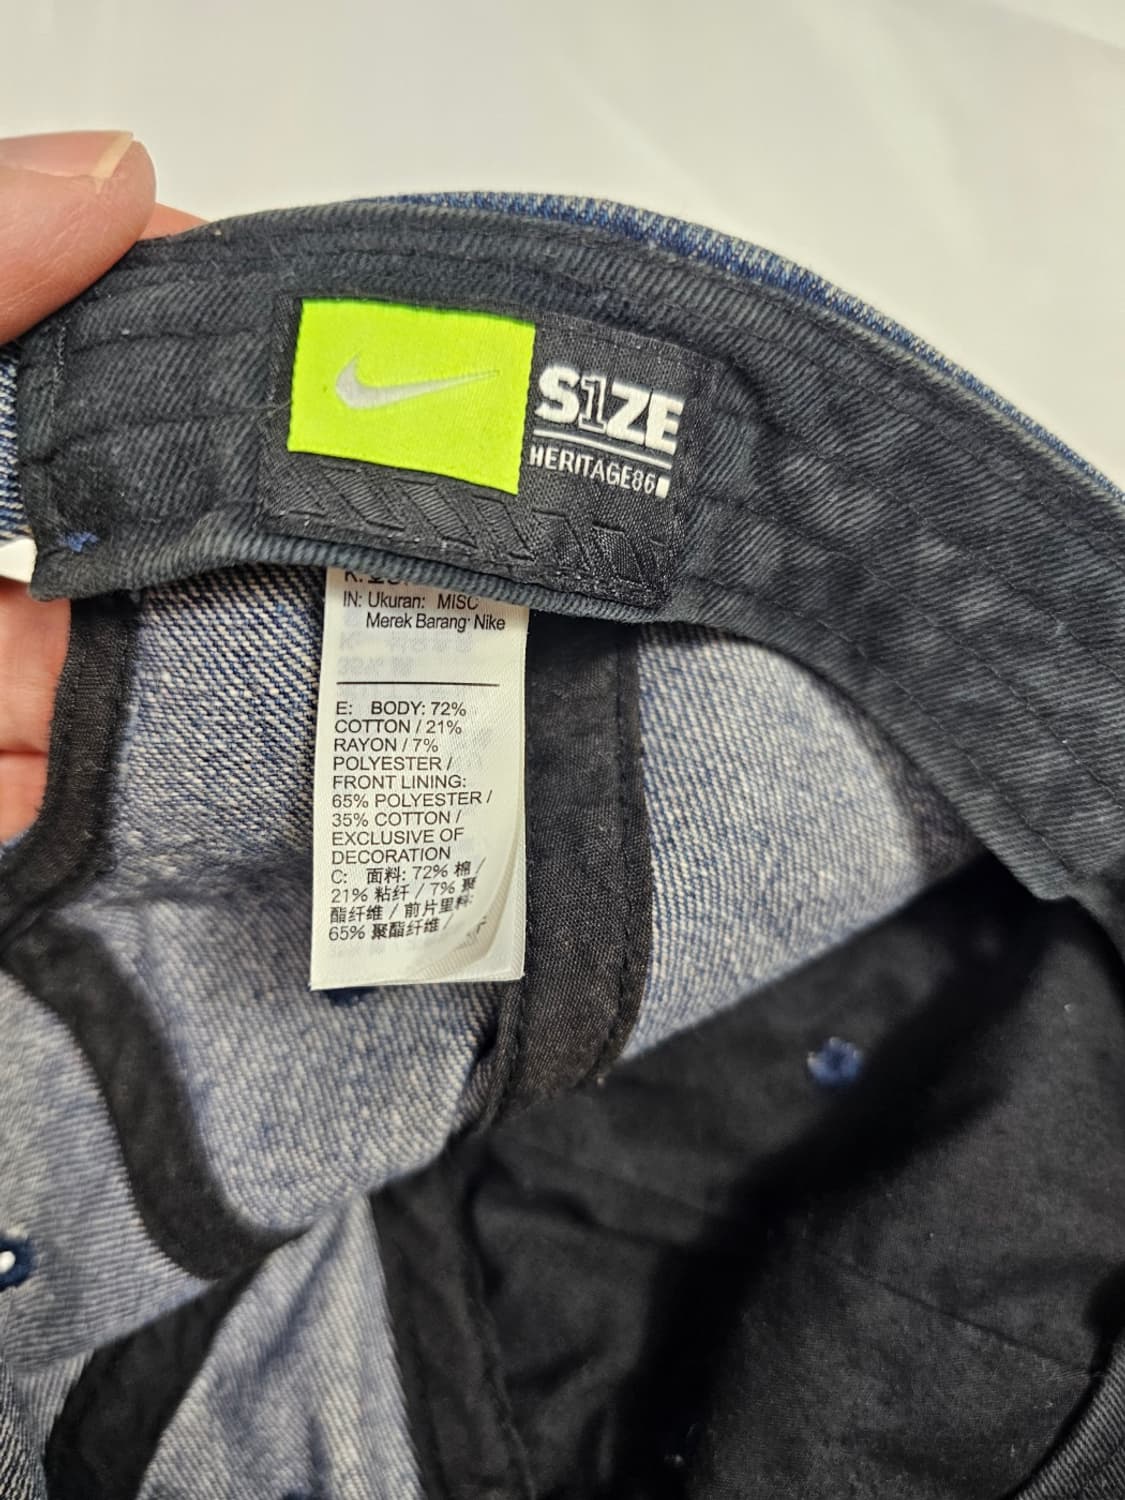 S1ZE
HERITAGE86
IN: Ukuran: MISC
Merek Barang: Nike
E: BODY: 72%
COTTON / 21%
RAYON / 7%
POLYESTER /
FRONT LINING:
65% POLYESTER /
35% COTTON /
EXCLUSIVE OF
DECORATION
C: 面料: 72% 棉 /
21% 粘纤 / 7% 聚
酯纤维 / 前片里料:
65% 聚酯纤维 /